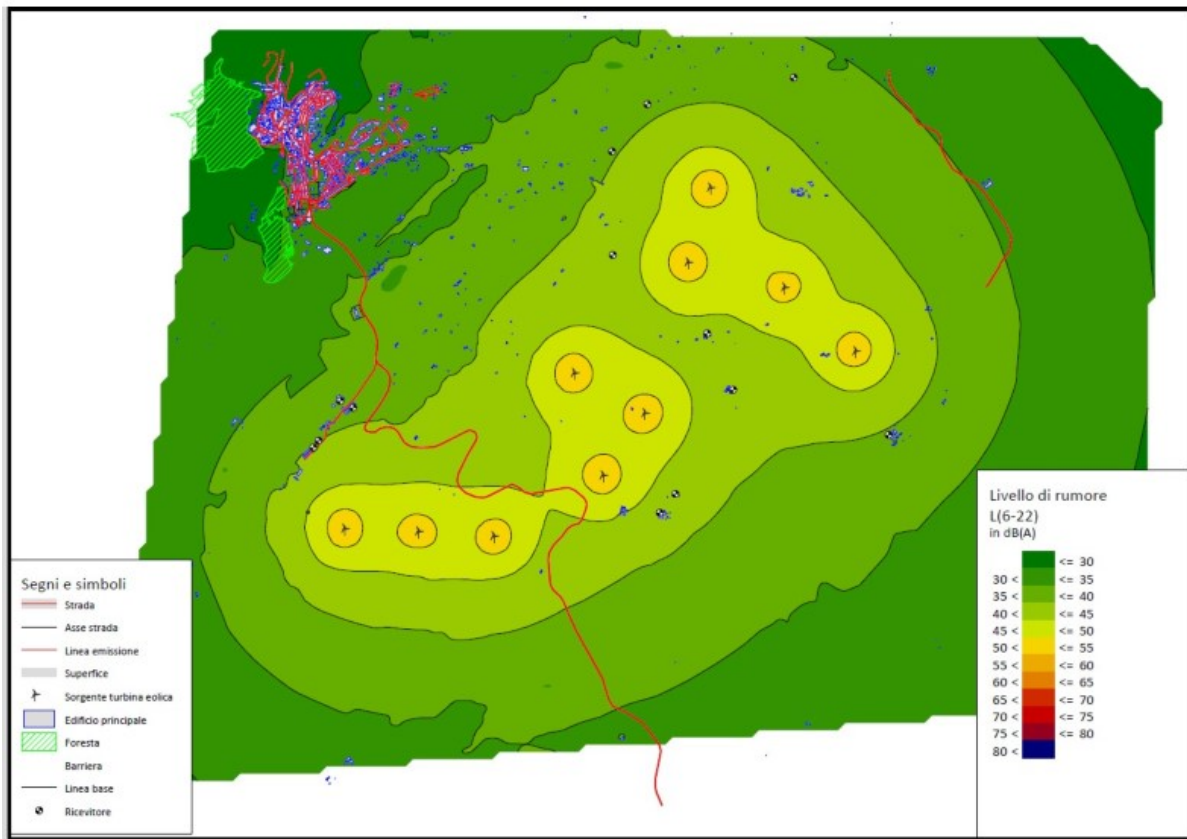 Livello di rumore
L(6-22)
in dB(A)
<= 30
30 < <= 35
35 < <= 40
40 < <= 45
45 < <= 50
50 < <= 55
55 < <= 60
60 < <= 65
65 < <= 70
70 < <= 75
75 < <= 80
80 <
Segni e simboli
Strada
Asse strada
Linea emissione
Superfice
Sorgente turbina eolica
Edificio principale
Foresta
Barriera
Linea base
Ricevitore